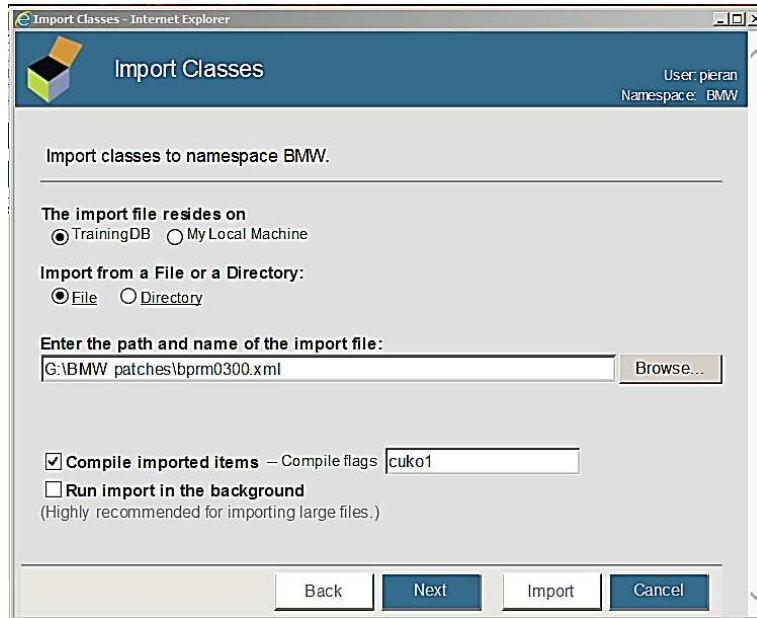 Import Classes - Internet Explorer
Import Classes
User: pieran
Namespace: BMW
Import classes to namespace BMW.
The import file resides on
TrainingDB My Local Machine
Import from a File or a Directory:
File Directory
Enter the path and name of the import file:
G:\BMW patches\bprm0300.xml Browse...
Compile imported items – Compile flags cuko1
Run import in the background
(Highly recommended for importing large files.)
Back Next Import Cancel